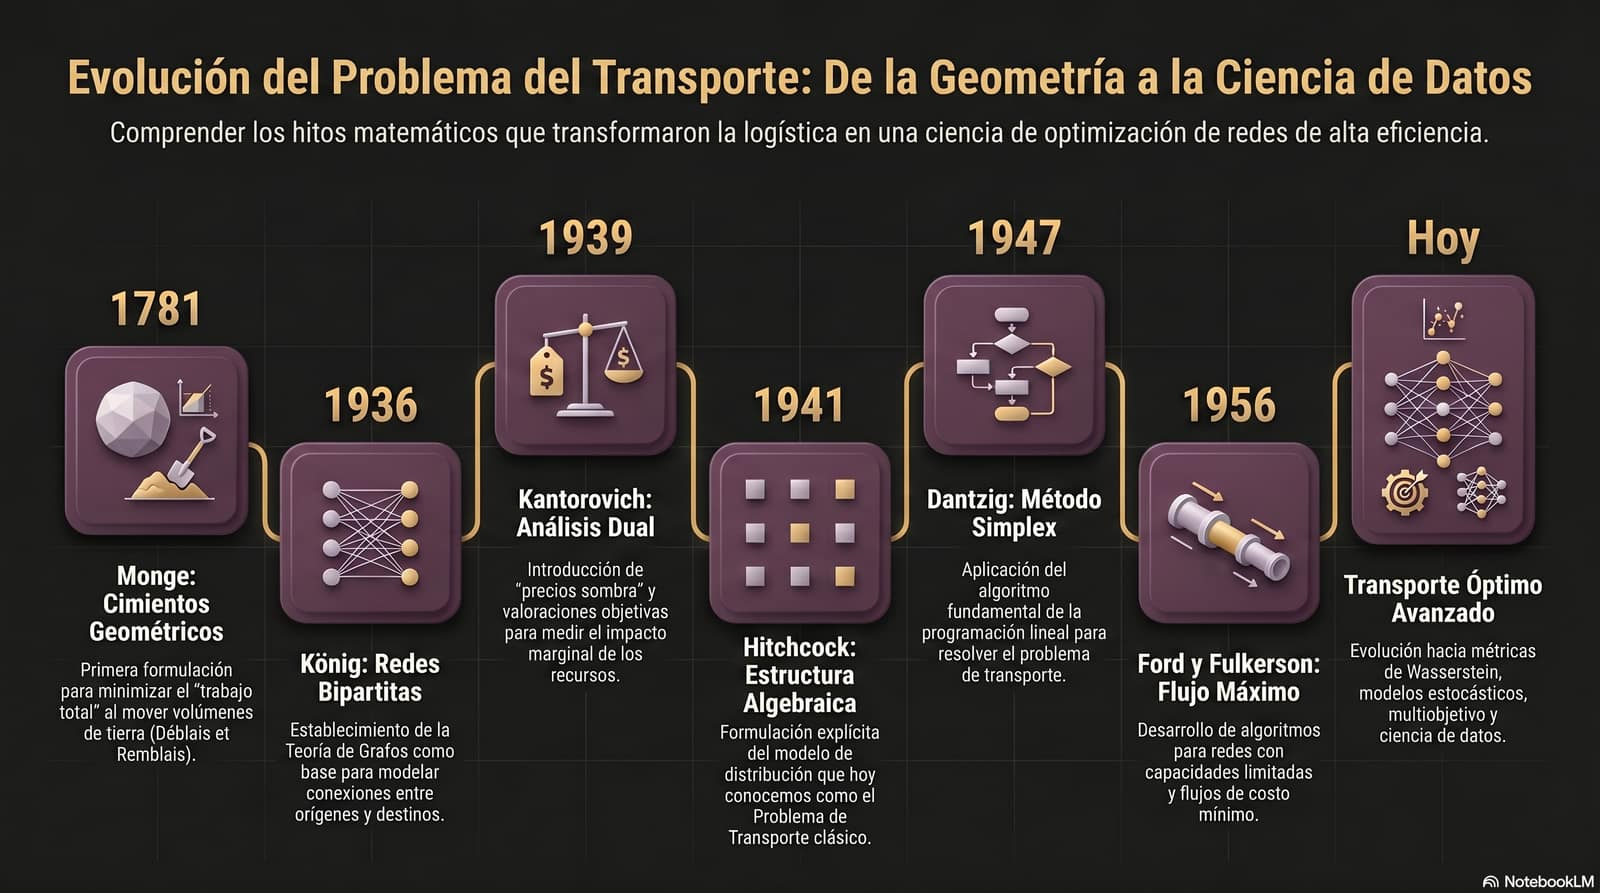 Evolución del Problema del Transporte: De la Geometría a la Ciencia de Datos
Comprender los hitos matemáticos que transformaron la logística en una ciencia de optimización de redes de alta eficiencia.
1781
Monge:
Cimientos
Geométricos
Primera formulación
para minimizar el “trabajo
total” al mover volúmenes
de tierra (Déblais et
Remblais).
1936
König: Redes
Bipartitas
Establecimiento de la
Teoría de Grafos como
base para modelar
conexiones entre
orígenes y destinos.
1939
$
$
Kantorovich:
Análisis Dual
Introducción de
“precios sombra” y
valoraciones objetivas
para medir el impacto
marginal de los
recursos.
1941
Hitchcock:
Estructura
Algebraica
Formulación explícita
del modelo de
distribución que hoy
conocemos como el
Problema de
Transporte clásico.
1947
Dantzig: Método
Simplex
Aplicación del
algoritmo
fundamental de la
programación lineal para
resolver el problema
de transporte.
1956
Ford y Fulkerson:
Flujo Máximo
Desarrollo de algoritmos
para redes con
capacidades limitadas
y flujos de costo
mínimo.
Hoy
Transporte Óptimo
Avanzado
Evolución hacia métricas
de Wasserstein,
modelos estocásticos,
multiobjetivo y
ciencia de datos.
NotebookLM